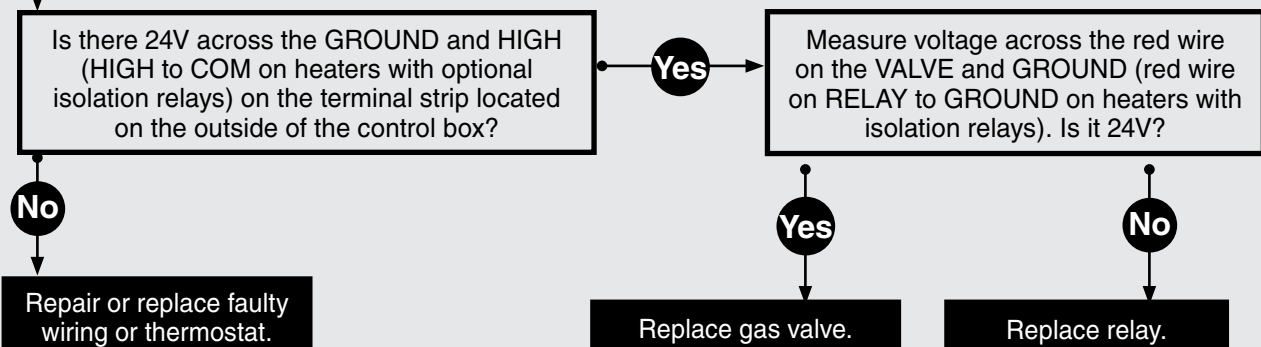 Is there 24V across the GROUND and HIGH
(HIGH to COM on heaters with optional
isolation relays) on the terminal strip located
on the outside of the control box?
Yes
Measure voltage across the red wire
on the VALVE and GROUND (red wire
on RELAY to GROUND on heaters with
isolation relays). Is it 24V?
No
Yes
No
Repair or replace faulty
wiring or thermostat.
Replace gas valve.
Replace relay.